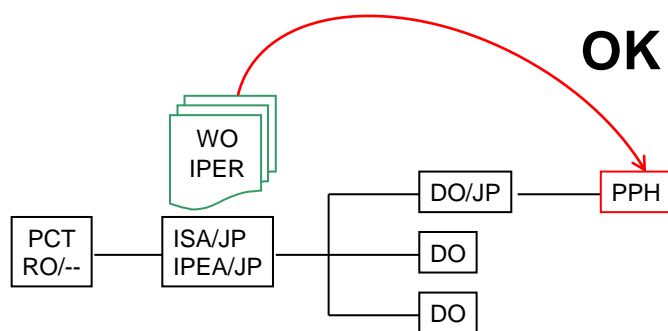 OK
WO
IPER
DO/JP
PPH
PCT
RO/--
ISA/JP
IPEA/JP
DO
DO